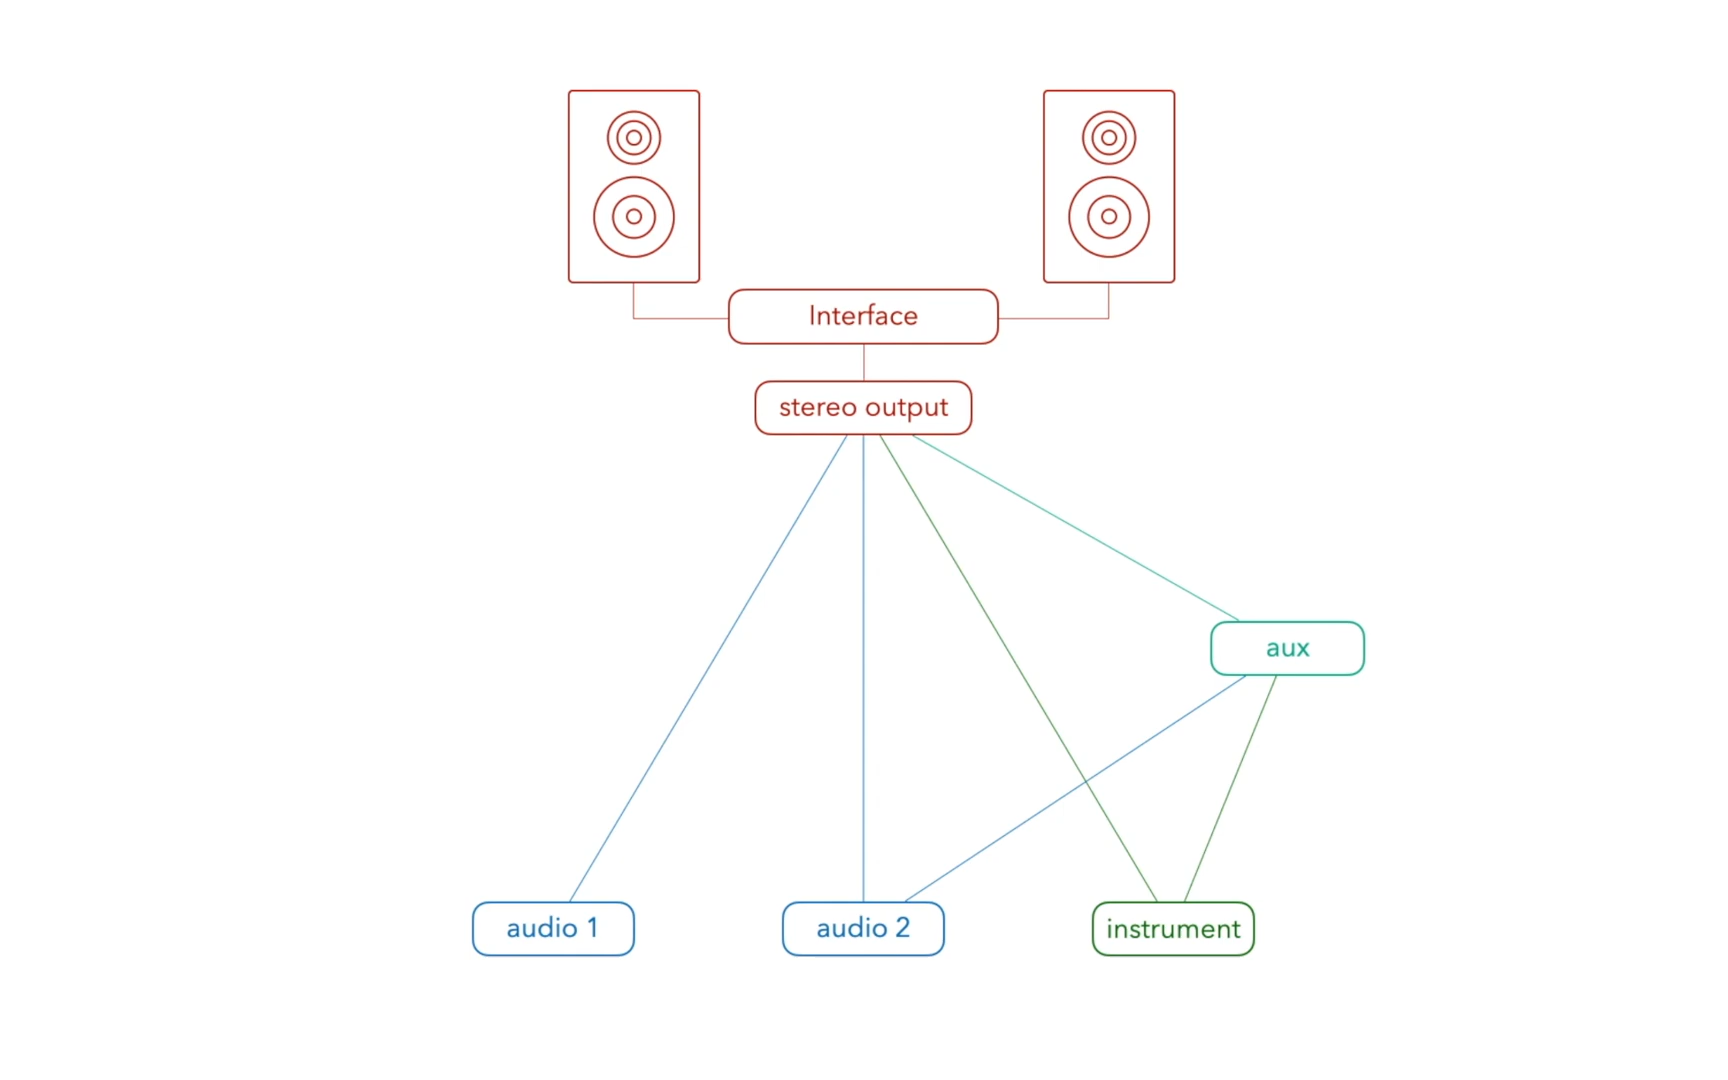 Interface
stereo output
aux
audio 1
audio 2
instrument